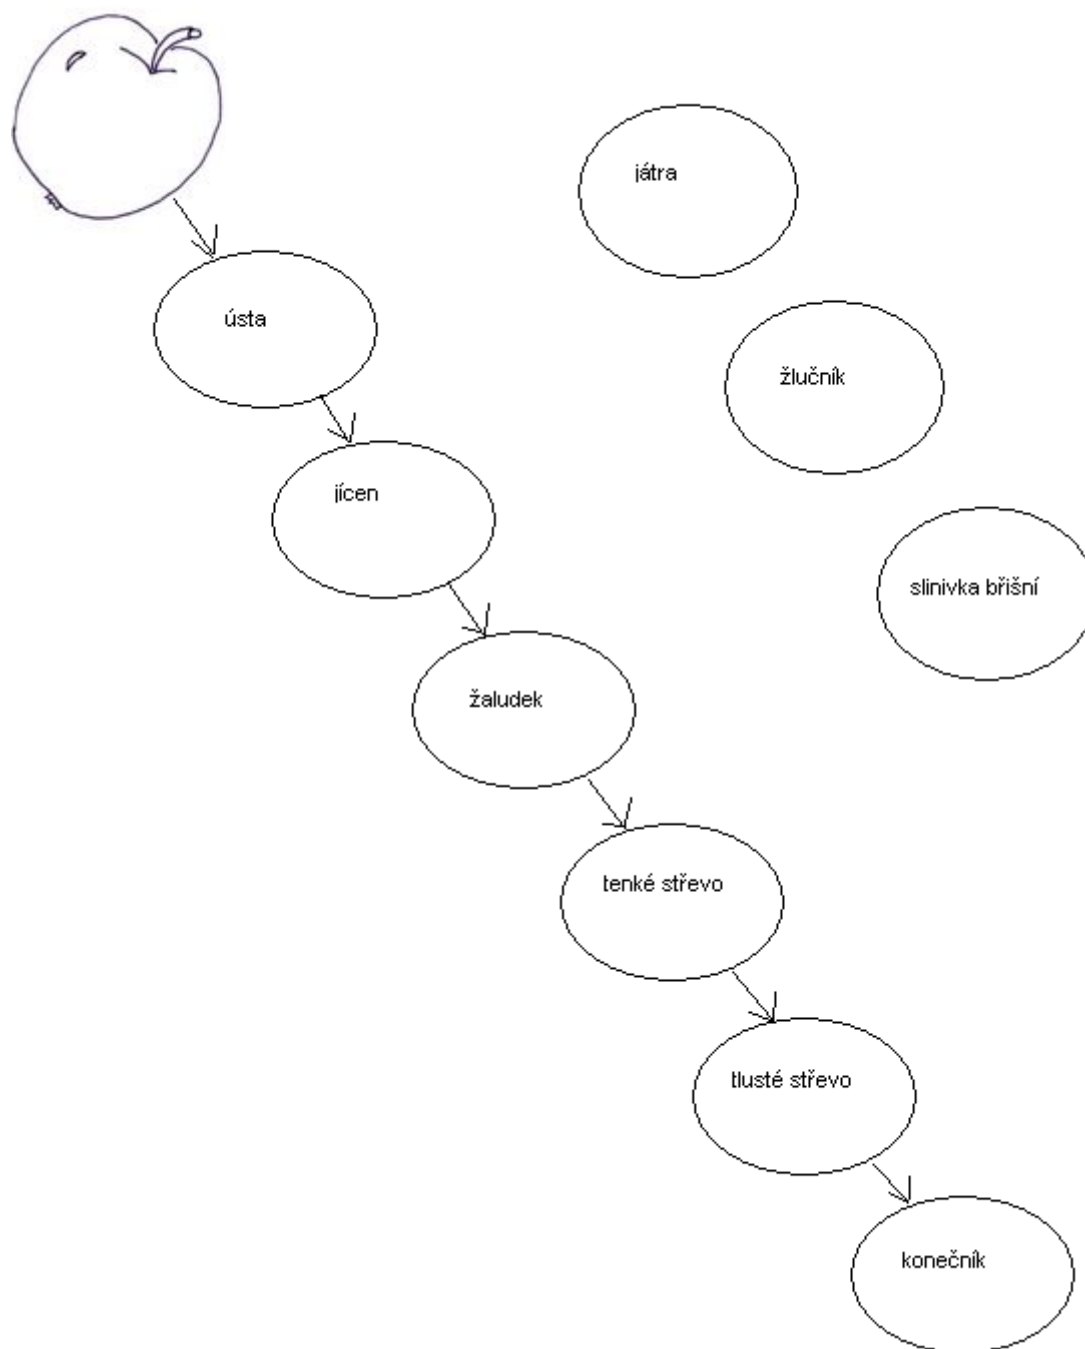 játra
ústa
žlučník
jícen
slinivka břišní
žaludek
tenké střevo
tlusté střevo
konečník